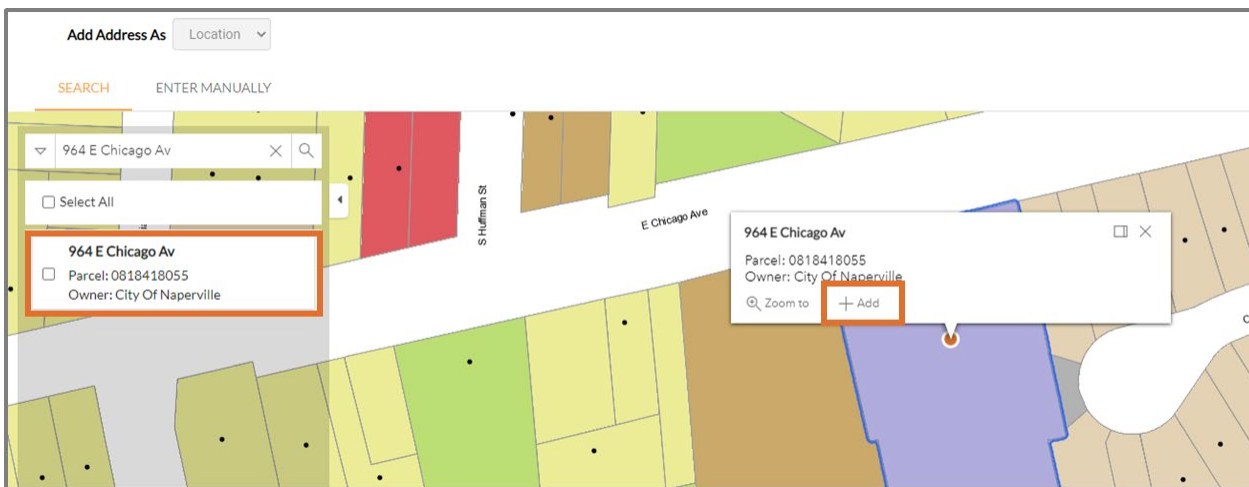 Add Address As Location
SEARCH ENTER MANUALLY
964 E Chicago Av
Select All
964 E Chicago Av
Parcel: 0818418055
Owner: City Of Naperville
S Huffman St
E Chicago Ave
964 E Chicago Av
Parcel: 0818418055
Owner: City Of Naperville
Zoom to + Add